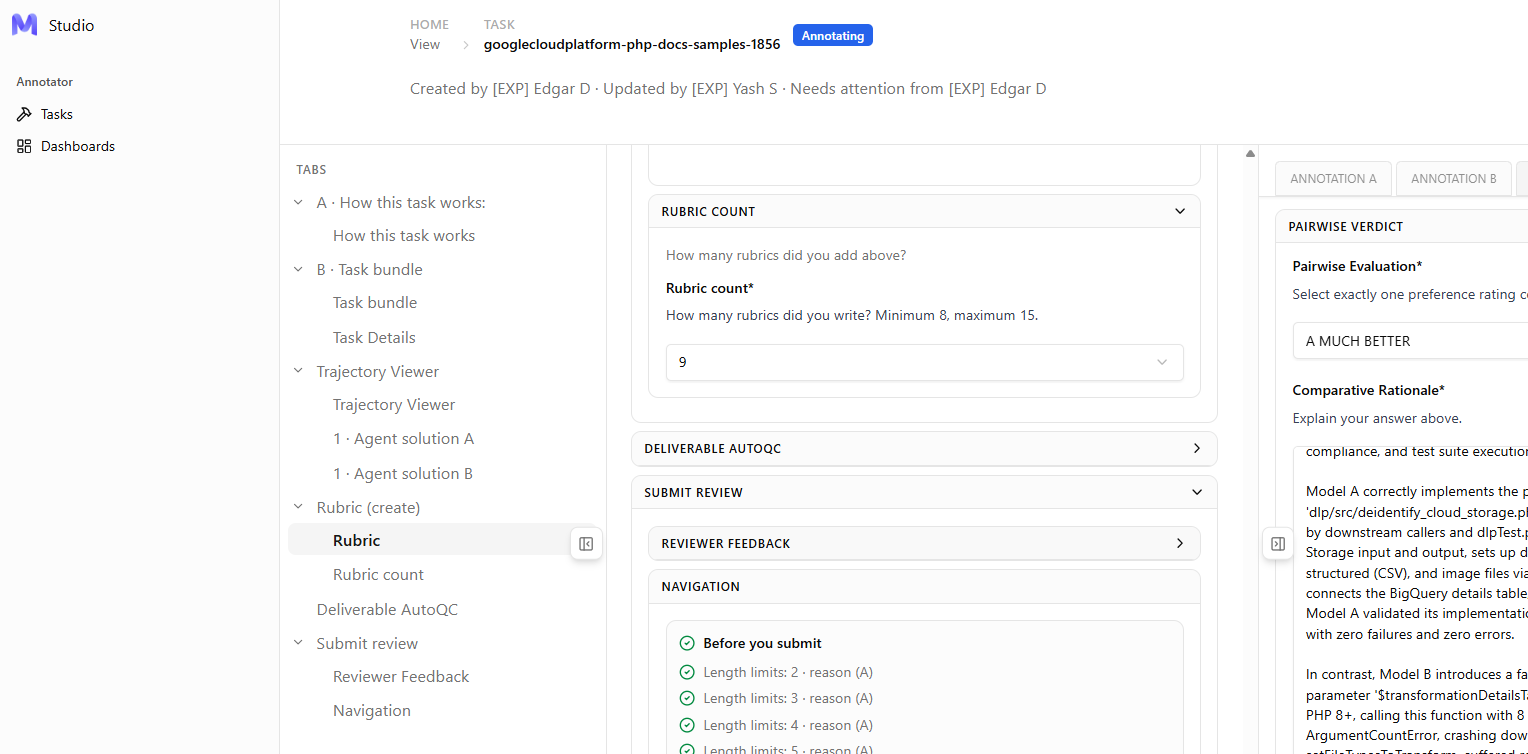 Studio
Annotator
Tasks
Dashboards
HOME
View
TASK
googlecloudplatform-php-docs-samples-1856
Annotating
Created by [EXP] Edgar D · Updated by [EXP] Yash S · Needs attention from [EXP] Edgar D
TABS
A · How this task works:
How this task works
B · Task bundle
Task bundle
Task Details
Trajectory Viewer
Trajectory Viewer
1 · Agent solution A
1 · Agent solution B
Rubric (create)
Rubric
Rubric count
Deliverable AutoQC
Submit review
Reviewer Feedback
Navigation
RUBRIC COUNT
How many rubrics did you add above?
Rubric count*
How many rubrics did you write? Minimum 8, maximum 15.
9
DELIVERABLE AUTOQC
SUBMIT REVIEW
REVIEWER FEEDBACK
NAVIGATION
Before you submit
Length limits: 2 · reason (A)
Length limits: 3 · reason (A)
Length limits: 4 · reason (A)
Length limits: 5 · reason (A)
ANNOTATION A
ANNOTATION B
PAIRWISE VERDICT
Pairwise Evaluation*
Select exactly one preference rating
A MUCH BETTER
Comparative Rationale*
Explain your answer above.
compliance, and test suite execution
Model A correctly implements the
'dlp/src/deidentify_cloud_storage.
by downstream callers and
Storage input and output, sets up
structured (CSV), and image files
connects the BigQuery details table,
Model A validated its
with zero failures and zero errors.
In contrast, Model B introduces a
parameter
PHP 8+, calling this function with 8
ArgumentCountError, crashing